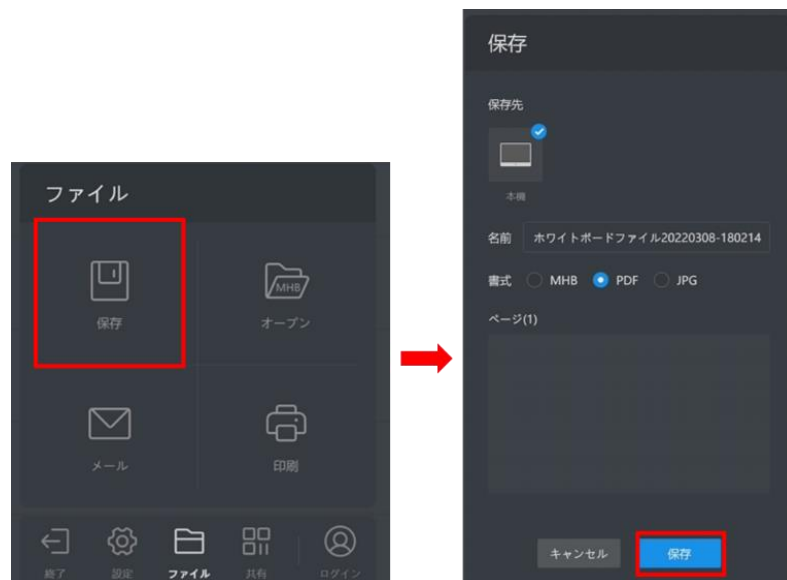 ファイル
保存
MHB
オープン
メール
印刷
終了 設定 ファイル 共有 ログイン
保存
保存先
本機
名前 ホワイトボードファイル20220308-180214
書式 MHB PDF JPG
ページ(1)
キャンセル 保存